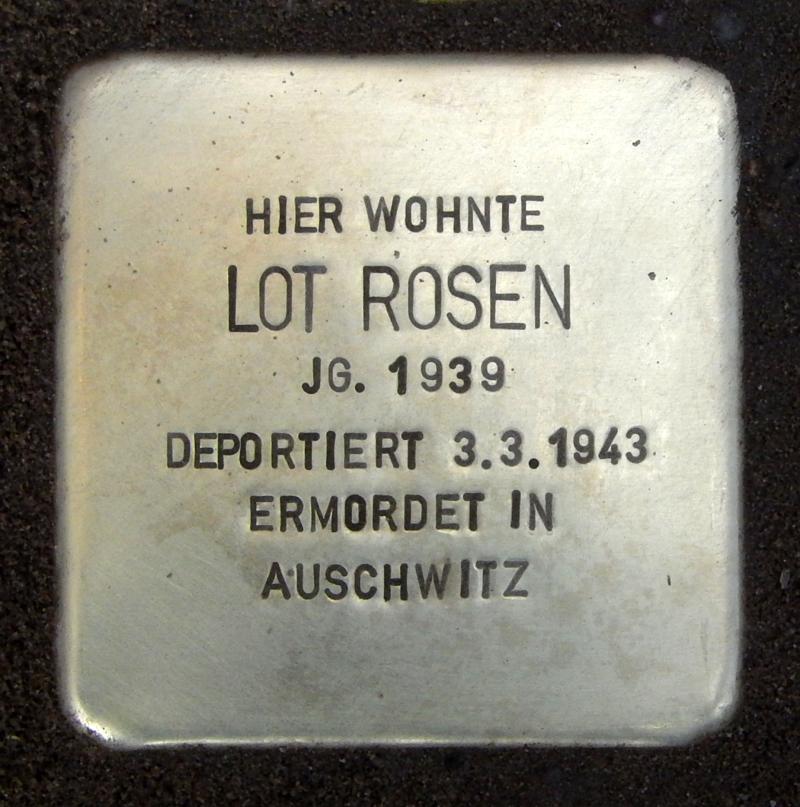 HIER WOHNTE
LOT ROSEN
JG. 1939
DEPORTIERT 3.3.1943
ERMORDET IN
AUSCHWITZ